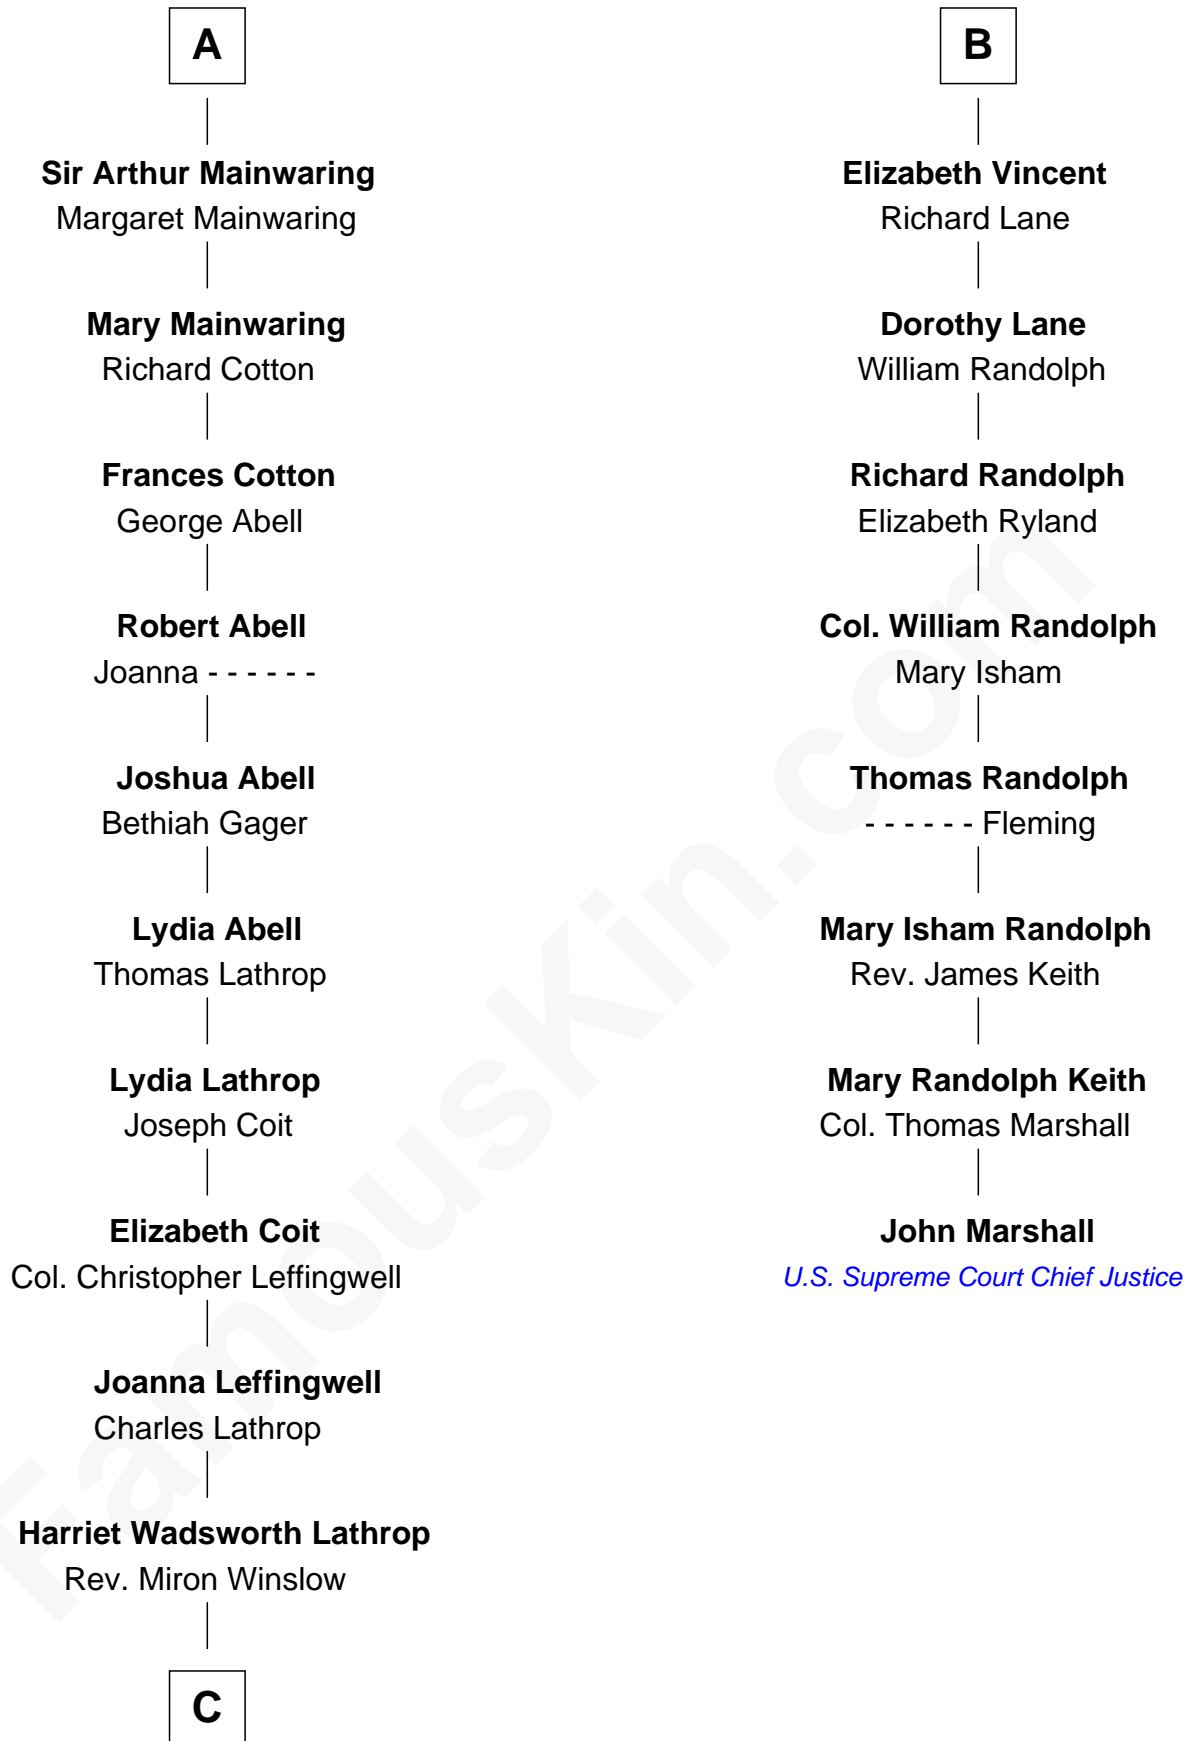 A
Sir Arthur Mainwaring
Margaret Mainwaring
Mary Mainwaring
Richard Cotton
Frances Cotton
George Abell
Robert Abell
Joanna - - - - - -
Joshua Abell
Bethiah Gager
Lydia Abell
Thomas Lathrop
Lydia Lathrop
Joseph Coit
Elizabeth Coit
Col. Christopher Leffingwell
Joanna Leffingwell
Charles Lathrop
Harriet Wadsworth Lathrop
Rev. Miron Winslow
C
B
Elizabeth Vincent
Richard Lane
Dorothy Lane
William Randolph
Richard Randolph
Elizabeth Ryland
Col. William Randolph
Mary Isham
Thomas Randolph
- - - - - - Fleming
Mary Isham Randolph
Rev. James Keith
Mary Randolph Keith
Col. Thomas Marshall
John Marshall
U.S. Supreme Court Chief Justice
FamousKin.com